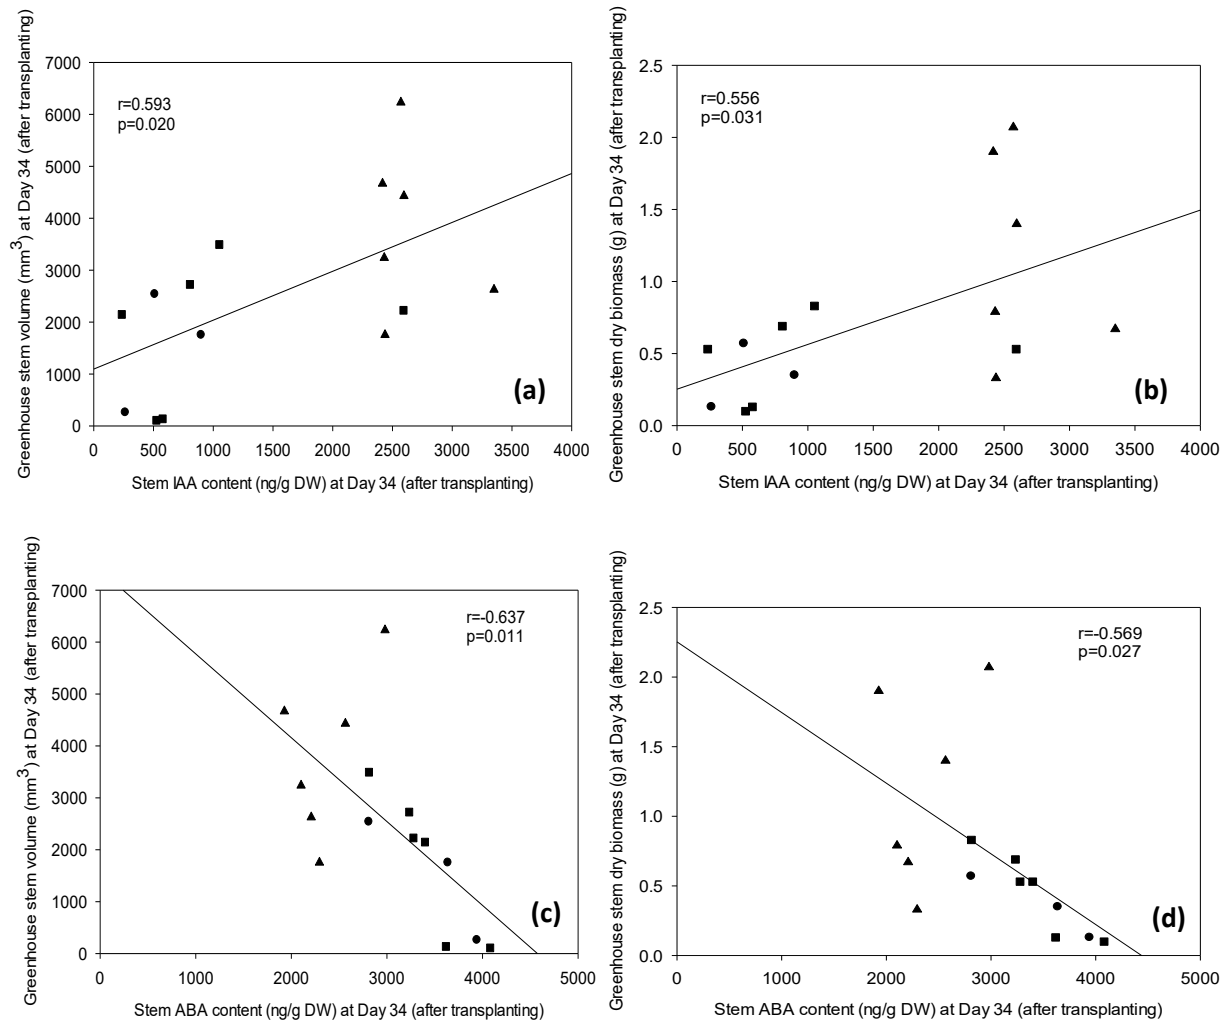 Greenhouse stem volume (mm3) at Day 34 (after transplanting)
7000
6000
5000
4000
3000
2000
1000
0
r=0.593
p=0.020
(a)
0 500 1000 1500 2000 2500 3000 3500 4000
Stem IAA content (ng/g DW) at Day 34 (after transplanting)
Greenhouse stem dry biomass (g) at Day 34 (after transplanting)
2.5
2.0
1.5
1.0
0.5
0.0
r=0.556
p=0.031
(b)
0 500 1000 1500 2000 2500 3000 3500 4000
Stem IAA content (ng/g DW) at Day 34 (after transplanting)
Greenhouse stem volume (mm3) at Day 34 (after transplanting)
7000
6000
5000
4000
3000
2000
1000
0
r=-0.637
p=0.011
(c)
0 1000 2000 3000 4000 5000
Stem ABA content (ng/g DW) at Day 34 (after transplanting)
Greenhouse stem dry biomass (g) at Day 34 (after transplanting)
2.5
2.0
1.5
1.0
0.5
0.0
r=-0.569
p=0.027
(d)
0 1000 2000 3000 4000 5000
Stem ABA content (ng/g DW) at Day 34 (after transplanting)